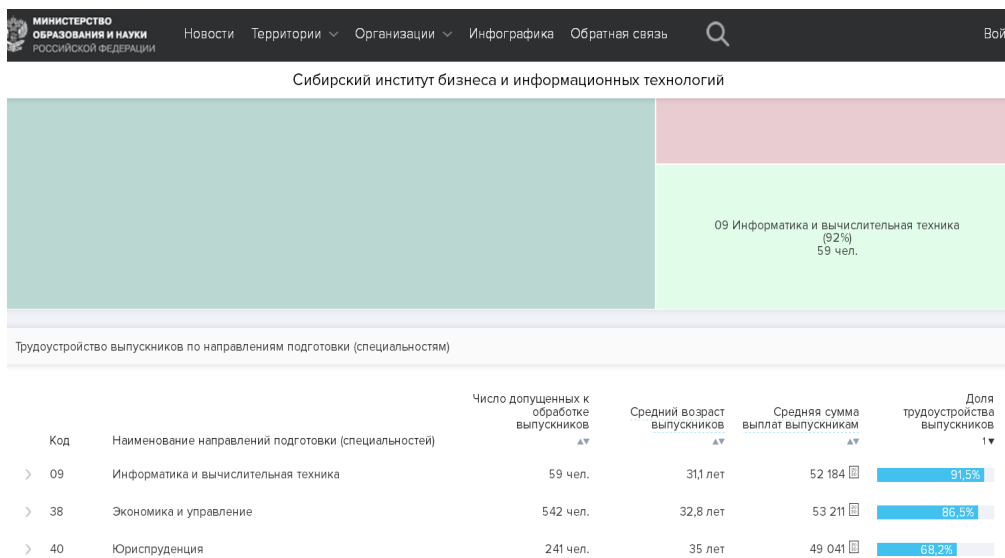 МИНИСТЕРСТВО
ОБРАЗОВАНИЯ И НАУКИ
РОССИЙСКОЙ ФЕДЕРАЦИИ
Новости Территории Организации Инфографика Обратная связь Вой
Сибирский институт бизнеса и информационных технологий
09 Информатика и вычислительная техника
(92%)
59 чел.
Трудоустройство выпускников по направлениям подготовки (специальностям)
Код
Наименование направлений подготовки (специальностей)
Число допущенных к
обработке
выпускников
Средний возраст
выпускников
Средняя сумма
выплат выпускникам
Доля
трудоустройства
выпускников
1
09 Информатика и вычислительная техника 59 чел. 31,1 лет 52 184 91,5%
38 Экономика и управление 542 чел. 32,8 лет 53 211 86,5%
40 Юриспруденция 241 чел. 35 лет 49 041 68,2%